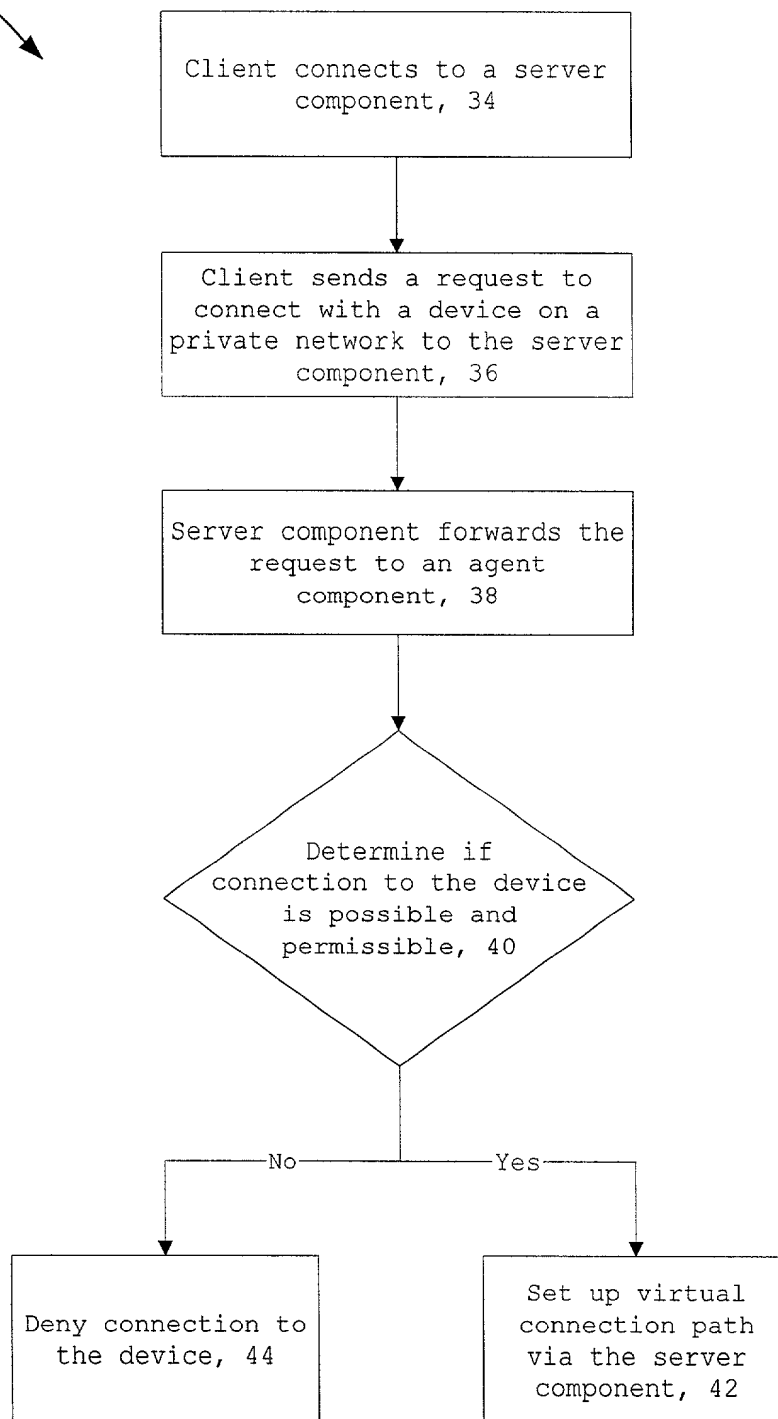 Client connects to a server
component, 34
Client sends a request to
connect with a device on a
private network to the server
component, 36
Server component forwards the
request to an agent
component, 38
Determine if
connection to the device
is possible and
permissible, 40
No
Yes
Deny connection to
the device, 44
Set up virtual
connection path
via the server
component, 42